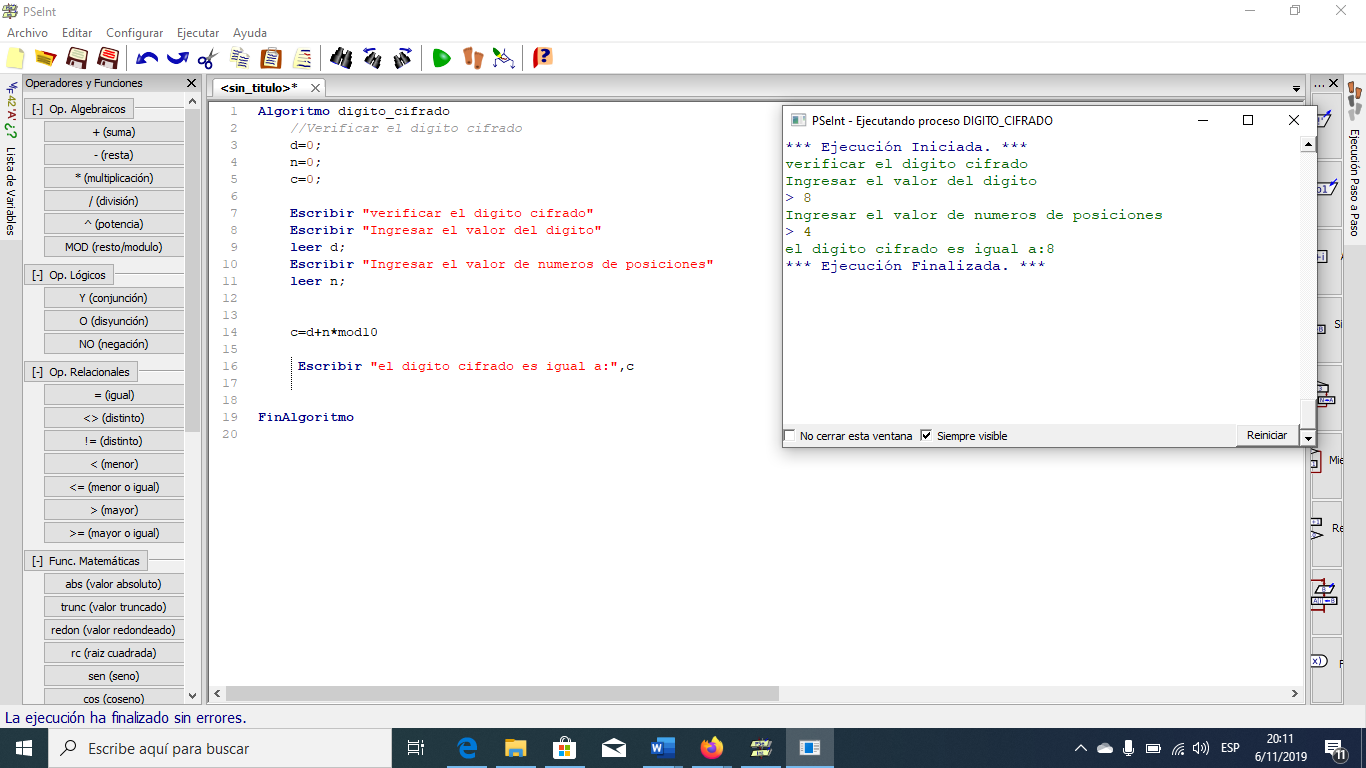 PSeInt
Archivo Editar Configurar Ejecutar Ayuda
Operadores y Funciones
<sin_titulo>*
42 'A' ¿? Lista de Variables
[-] Op. Algebraicos
+ (suma)
- (resta)
* (multiplicación)
/ (división)
^ (potencia)
MOD (resto/modulo)
[-] Op. Lógicos
Y (conjunción)
O (disyunción)
NO (negación)
[-] Op. Relacionales
= (igual)
<> (distinto)
!= (distinto)
< (menor)
<= (menor o igual)
> (mayor)
>= (mayor o igual)
[-] Func. Matemáticas
abs (valor absoluto)
trunc (valor truncado)
redon (valor redondeado)
rc (raiz cuadrada)
sen (seno)
cos (coseno)
1 Algoritmo digito_cifrado
2 //Verificar el digito cifrado
3 d=0;
4 n=0;
5 c=0;
6
7 Escribir "verificar el digito cifrado"
8 Escribir "Ingresar el valor del digito"
9 leer d;
10 Escribir "Ingresar el valor de numeros de posiciones"
11 leer n;
12
13
14 c=d+n*mod10
15
16 Escribir "el digito cifrado es igual a:",c
17
18
19 FinAlgoritmo
20
PSeInt - Ejecutando proceso DIGITO_CIFRADO
*** Ejecución Iniciada. ***
verificar el digito cifrado
Ingresar el valor del digito
> 8
Ingresar el valor de numeros de posiciones
> 4
el digito cifrado es igual a:8
*** Ejecución Finalizada. ***
No cerrar esta ventana Siempre visible Reiniciar
Ejecución Paso a Paso
La ejecución ha finalizado sin errores.
Escribe aquí para buscar
ESP
20:11
6/11/2019
11